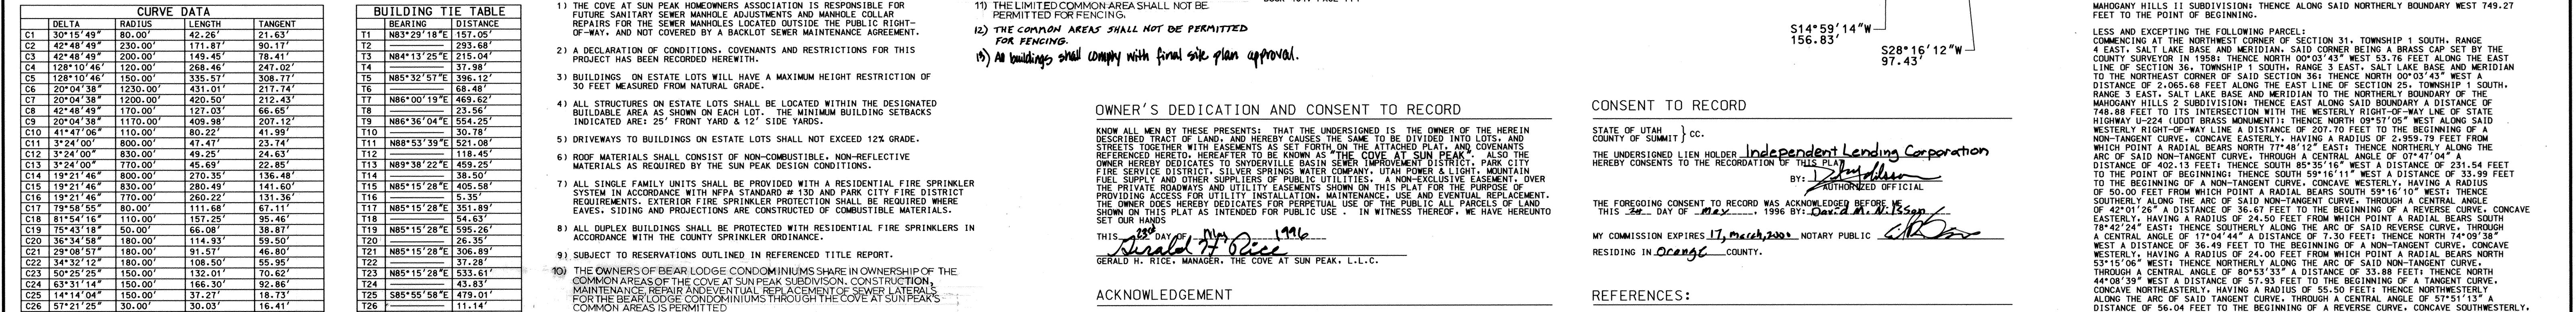 CURVE DATA
DELTA RADIUS LENGTH TANGENT
C1 30°15'49" 80.00' 42.26' 21.63'
C2 42°48'49" 230.00' 171.87' 90.17'
C3 42°48'49" 200.00' 149.45' 78.41'
C4 128°10'46" 120.00' 268.46' 247.02'
C5 128°10'46" 150.00' 335.57' 308.77'
C6 20°04'38" 1230.00' 431.01' 217.74'
C7 20°04'38" 1200.00' 420.50' 212.43'
C8 42°48'49" 170.00' 127.03' 66.65'
C9 20°04'38" 1170.00' 409.98' 207.12'
C10 41°47'06" 110.00' 80.22' 41.99'
C11 3°24'00" 800.00' 47.47' 23.74'
C12 3°24'00" 830.00' 49.25' 24.63'
C13 3°24'00" 770.00' 45.69' 22.85'
C14 19°21'46" 800.00' 270.35' 136.48'
C15 19°21'46" 830.00' 280.49' 141.60'
C16 19°21'46" 770.00' 260.22' 131.36'
C17 79°58'55" 80.00' 111.68' 67.11'
C18 81°54'16" 110.00' 157.25' 95.46'
C19 75°43'18" 50.00' 66.08' 38.87'
C20 36°34'58" 180.00' 114.93' 59.50'
C21 29°08'57" 180.00' 91.57' 46.80'
C22 34°32'12" 180.00' 108.50' 55.95'
C23 50°25'25" 150.00' 132.01' 70.62'
C24 63°31'14" 150.00' 166.30' 92.86'
C25 14°14'04" 150.00' 37.27' 18.73'
C26 57°21'25" 30.00' 30.03' 16.41'
BUILDING TIE TABLE
BEARING DISTANCE
T1 N83°29'18"E 157.05'
T2 293.68'
T3 N84°13'25"E 215.04'
T4 37.98'
T5 N85°32'57"E 396.12'
T6 68.48'
T7 N86°00'19"E 469.62'
T8 23.56'
T9 N86°36'04"E 554.25'
T10 30.78'
T11 N88°53'39"E 521.08'
T12 118.45'
T13 N89°38'22"E 459.25'
T14 38.50'
T15 N85°15'28"E 405.58'
T16 5.35'
T17 N85°15'28"E 351.89'
T18 54.63'
T19 N85°15'28"E 595.26'
T20 26.35'
T21 N85°15'28"E 306.89'
T22 37.28'
T23 N85°15'28"E 533.61'
T24 43.83'
T25 S85°55'58"E 479.01'
T26 11.14'
1) THE COVE AT SUN PEAK HOMEOWNERS ASSOCIATION IS RESPONSIBLE FOR
FUTURE SANITARY SEWER MANHOLE ADJUSTMENTS AND MANHOLE COLLAR
REPAIRS FOR THE SEWER MANHOLES LOCATED OUTSIDE THE PUBLIC RIGHT-
OF-WAY, AND NOT COVERED BY A BACKLOT SEWER MAINTENANCE AGREEMENT.
2) A DECLARATION OF CONDITIONS, COVENANTS AND RESTRICTIONS FOR THIS
PROJECT HAS BEEN RECORDED HEREWITH.
3) BUILDINGS ON ESTATE LOTS WILL HAVE A MAXIMUM HEIGHT RESTRICTION OF
30 FEET MEASURED FROM NATURAL GRADE.
4) ALL STRUCTURES ON ESTATE LOTS SHALL BE LOCATED WITHIN THE DESIGNATED
BUILDABLE AREA AS SHOWN ON EACH LOT. THE MINIMUM BUILDING SETBACKS
INDICATED ARE: 25' FRONT YARD & 12' SIDE YARDS.
5) DRIVEWAYS TO BUILDINGS ON ESTATE LOTS SHALL NOT EXCEED 12% GRADE.
6) ROOF MATERIALS SHALL CONSIST OF NON-COMBUSTIBLE, NON-REFLECTIVE
MATERIALS AS REQUIRED BY THE SUN PEAK DESIGN CONDITIONS.
7) ALL SINGLE FAMILY UNITS SHALL BE PROVIDED WITH A RESIDENTIAL FIRE SPRINKLER
SYSTEM IN ACCORDANCE WITH NFPA STANDARD # 13D AND PARK CITY FIRE DISTRICT
REQUIREMENTS. EXTERIOR FIRE SPRINKLER PROTECTION SHALL BE REQUIRED WHERE
EAVES, SIDING AND PROJECTIONS ARE CONSTRUCTED OF COMBUSTIBLE MATERIALS.
8) ALL DUPLEX BUILDINGS SHALL BE PROTECTED WITH RESIDENTIAL FIRE SPRINKLERS IN
ACCORDANCE WITH THE COUNTY SPRINKLER ORDINANCE.
9) SUBJECT TO RESERVATIONS OUTLINED IN REFERENCED TITLE REPORT.
10) THE OWNERS OF BEAR LODGE CONDOMINIUMS SHARE IN OWNERSHIP OF THE
COMMON AREAS OF THE COVE AT SUN PEAK SUBDIVISON. CONSTRUCTION,
MAINTENANCE, REPAIR ANDEVENTUAL REPLACEMENT OF SEWER LATERALS
FOR THE BEAR LODGE CONDOMINIUMS THROUGH THE COVE AT SUN PEAK'S
COMMON AREAS IS PERMITTED
11) THE LIMITED COMMON AREA SHALL NOT BE
PERMITTED FOR FENCING.
12) THE COMMON AREAS SHALL NOT BE PERMITTED
FOR FENCING.
13) All buildings shall comply with final site plan approval.
S14°59'14"W
156.83'
S28°16'12"W
97.43'
OWNER'S DEDICATION AND CONSENT TO RECORD
KNOW ALL MEN BY THESE PRESENTS: THAT THE UNDERSIGNED IS THE OWNER OF THE HEREIN
DESCRIBED TRACT OF LAND, AND HEREBY CAUSES THE SAME TO BE DIVIDED INTO LOTS, AND
STREETS TOGETHER WITH EASEMENTS AS SET FORTH ON THE ATTACHED PLAT, AND COVENANTS
REFERENCED HERETO, HEREAFTER TO BE KNOWN AS "THE COVE AT SUN PEAK". ALSO THE
OWNER HEREBY DEDICATES TO SNYDERVILLE BASIN SEWER IMPROVEMENT DISTRICT, PARK CITY
FIRE SERVICE DISTRICT, SILVER SPRINGS WATER COMPANY, UTAH POWER & LIGHT, MOUNTAIN
FUEL SUPPLY AND OTHER SUPPLIERS OF PUBLIC UTILITIES, A NON-EXCLUSIVE EASEMENT, OVER
THE PRIVATE ROADWAYS AND UTILITY EASEMENTS SHOWN ON THIS PLAT FOR THE PURPOSE OF
PROVIDING ACCESS FOR UTILITY INSTALLATION, MAINTENANCE, USE AND EVENTUAL REPLACEMENT.
THE OWNER DOES HEREBY DEDICATES FOR PERPETUAL USE OF THE PUBLIC ALL PARCELS OF LAND
SHOWN ON THIS PLAT AS INTENDED FOR PUBLIC USE . IN WITNESS THEREOF, WE HAVE HEREUNTO
SET OUR HANDS
THIS 23rd DAY OF May 1996
Gerald H Rice
GERALD H. RICE, MANAGER, THE COVE AT SUN PEAK, L.L.C.
ACKNOWLEDGEMENT
CONSENT TO RECORD
STATE OF UTAH
COUNTY OF SUMMIT } CC.
THE UNDERSIGNED LIEN HOLDER Independent Lending Corporation
HEREBY CONSENTS TO THE RECORDATION OF THIS PLAT
BY:
AUTHORIZED OFFICIAL
THE FOREGOING CONSENT TO RECORD WAS ACKNOWLEDGED BEFORE ME
THIS DAY OF May, 1996 BY: David M. Nilsson
MY COMMISSION EXPIRES 17, March, 2000 NOTARY PUBLIC
RESIDING IN Orange COUNTY.
REFERENCES:
MAHOGANY HILLS II SUBDIVISION; THENCE ALONG SAID NORTHERLY BOUNDARY WEST 749.27
FEET TO THE POINT OF BEGINNING.
LESS AND EXCEPTING THE FOLLOWING PARCEL:
COMMENCING AT THE NORTHWEST CORNER OF SECTION 31, TOWNSHIP 1 SOUTH, RANGE
4 EAST, SALT LAKE BASE AND MERIDIAN, SAID CORNER BEING A BRASS CAP SET BY THE
COUNTY SURVEYOR IN 1958; THENCE NORTH 00°03'43" WEST 53.76 FEET ALONG THE EAST
LINE OF SECTION 36, TOWNSHIP 1 SOUTH, RANGE 3 EAST, SALT LAKE BASE AND MERIDIAN
TO THE NORTHEAST CORNER OF SAID SECTION 36; THENCE NORTH 00°03'43" WEST A
DISTANCE OF 2,065.68 FEET ALONG THE EAST LINE OF SECTION 25, TOWNSHIP 1 SOUTH,
RANGE 3 EAST, SALT LAKE BASE AND MERIDIAN TO THE NORTHERLY BOUNDARY OF THE
MAHOGANY HILLS 2 SUBDIVISION; THENCE EAST ALONG SAID BOUNDARY A DISTANCE OF
748.88 FEET TO ITS INTERSECTION WITH THE WESTERLY RIGHT-OF-WAY LINE OF STATE
HIGHWAY U-224 (UDOT BRASS MONUMENT); THENCE NORTH 09°57'05" WEST ALONG SAID
WESTERLY RIGHT-OF-WAY LINE A DISTANCE OF 207.70 FEET TO THE BEGINNING OF A
NON-TANGENT CURVE, CONCAVE EASTERLY, HAVING A RADIUS OF 2,959.79 FEET FROM
WHICH POINT A RADIAL BEARS NORTH 77°48'12" EAST; THENCE NORTHERLY ALONG THE
ARC OF SAID NON-TANGENT CURVE, THROUGH A CENTRAL ANGLE OF 07°47'04" A
DISTANCE OF 402.13 FEET; THENCE SOUTH 85°35'16" WEST A DISTANCE OF 231.54 FEET
TO THE POINT OF BEGINNING; THENCE SOUTH 59°16'11" WEST A DISTANCE OF 33.99 FEET
TO THE BEGINNING OF A NON-TANGENT CURVE, CONCAVE WESTERLY, HAVING A RADIUS
OF 50.00 FEET FROM WHICH POINT A RADIAL BEARS SOUTH 59°16'10" WEST; THENCE
SOUTHERLY ALONG THE ARC OF SAID NON-TANGENT CURVE, THROUGH A CENTRAL ANGLE
OF 42°01'26" A DISTANCE OF 36.67 FEET TO THE BEGINNING OF A REVERSE CURVE, CONCAVE
EASTERLY, HAVING A RADIUS OF 24.50 FEET FROM WHICH POINT A RADIAL BEARS SOUTH
78°42'24" EAST; THENCE SOUTHERLY ALONG THE ARC OF SAID REVERSE CURVE, THROUGH
A CENTRAL ANGLE OF 17°04'44" A DISTANCE OF 7.30 FEET; THENCE NORTH 74°09'38"
WEST A DISTANCE OF 36.49 FEET TO THE BEGINNING OF A NON-TANGENT CURVE, CONCAVE
WESTERLY, HAVING A RADIUS OF 24.00 FEET FROM WHICH POINT A RADIAL BEARS NORTH
53°15'06" WEST; THENCE NORTHERLY ALONG THE ARC OF SAID NON-TANGENT CURVE,
THROUGH A CENTRAL ANGLE OF 80°53'33" A DISTANCE OF 33.88 FEET; THENCE NORTH
44°08'39" WEST A DISTANCE OF 57.93 FEET TO THE BEGINNING OF A TANGENT CURVE,
CONCAVE NORTHEASTERLY, HAVING A RADIUS OF 55.50 FEET; THENCE NORTHWESTERLY
ALONG THE ARC OF SAID TANGENT CURVE, THROUGH A CENTRAL ANGLE OF 57°51'13" A
DISTANCE OF 56.04 FEET TO THE BEGINNING OF A REVERSE CURVE, CONCAVE SOUTHWESTERLY,